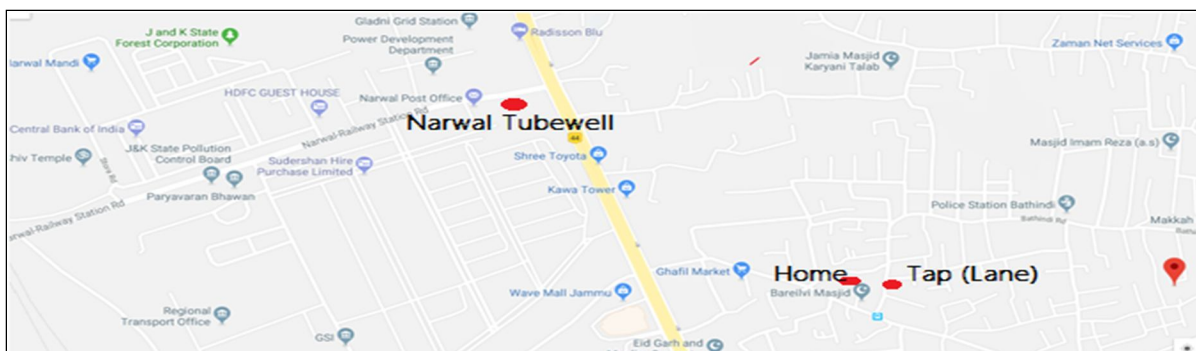 Gladni Grid Station
J and K State
Forest Corporation
Radisson Blu
Power Development
Department
Jamia Masjid
Karyani Talab
Zaman Net Services
Narwal Mandi
HDFC GUEST HOUSE
Narwal Post Office
Narwal Tubewell
Narwal-Railway Station Rd
Central Bank of India
44
J&K State Pollution
Control Board
Shiv Temple
Sudershan Hire
Purchase Limited
Shree Toyota
Masjid Imam Reza (a.s)
Paryavaran Bhawan
Kawa Tower
Police Station Bathindi
Bathindi Rd
Makkah
arwal-Railway Station Rd
Ghafil Market
Home
Tap (Lane)
Bareilvi Masjid
Wave Mall Jammu
Regional
Transport Office
GSI
Eid Garh and